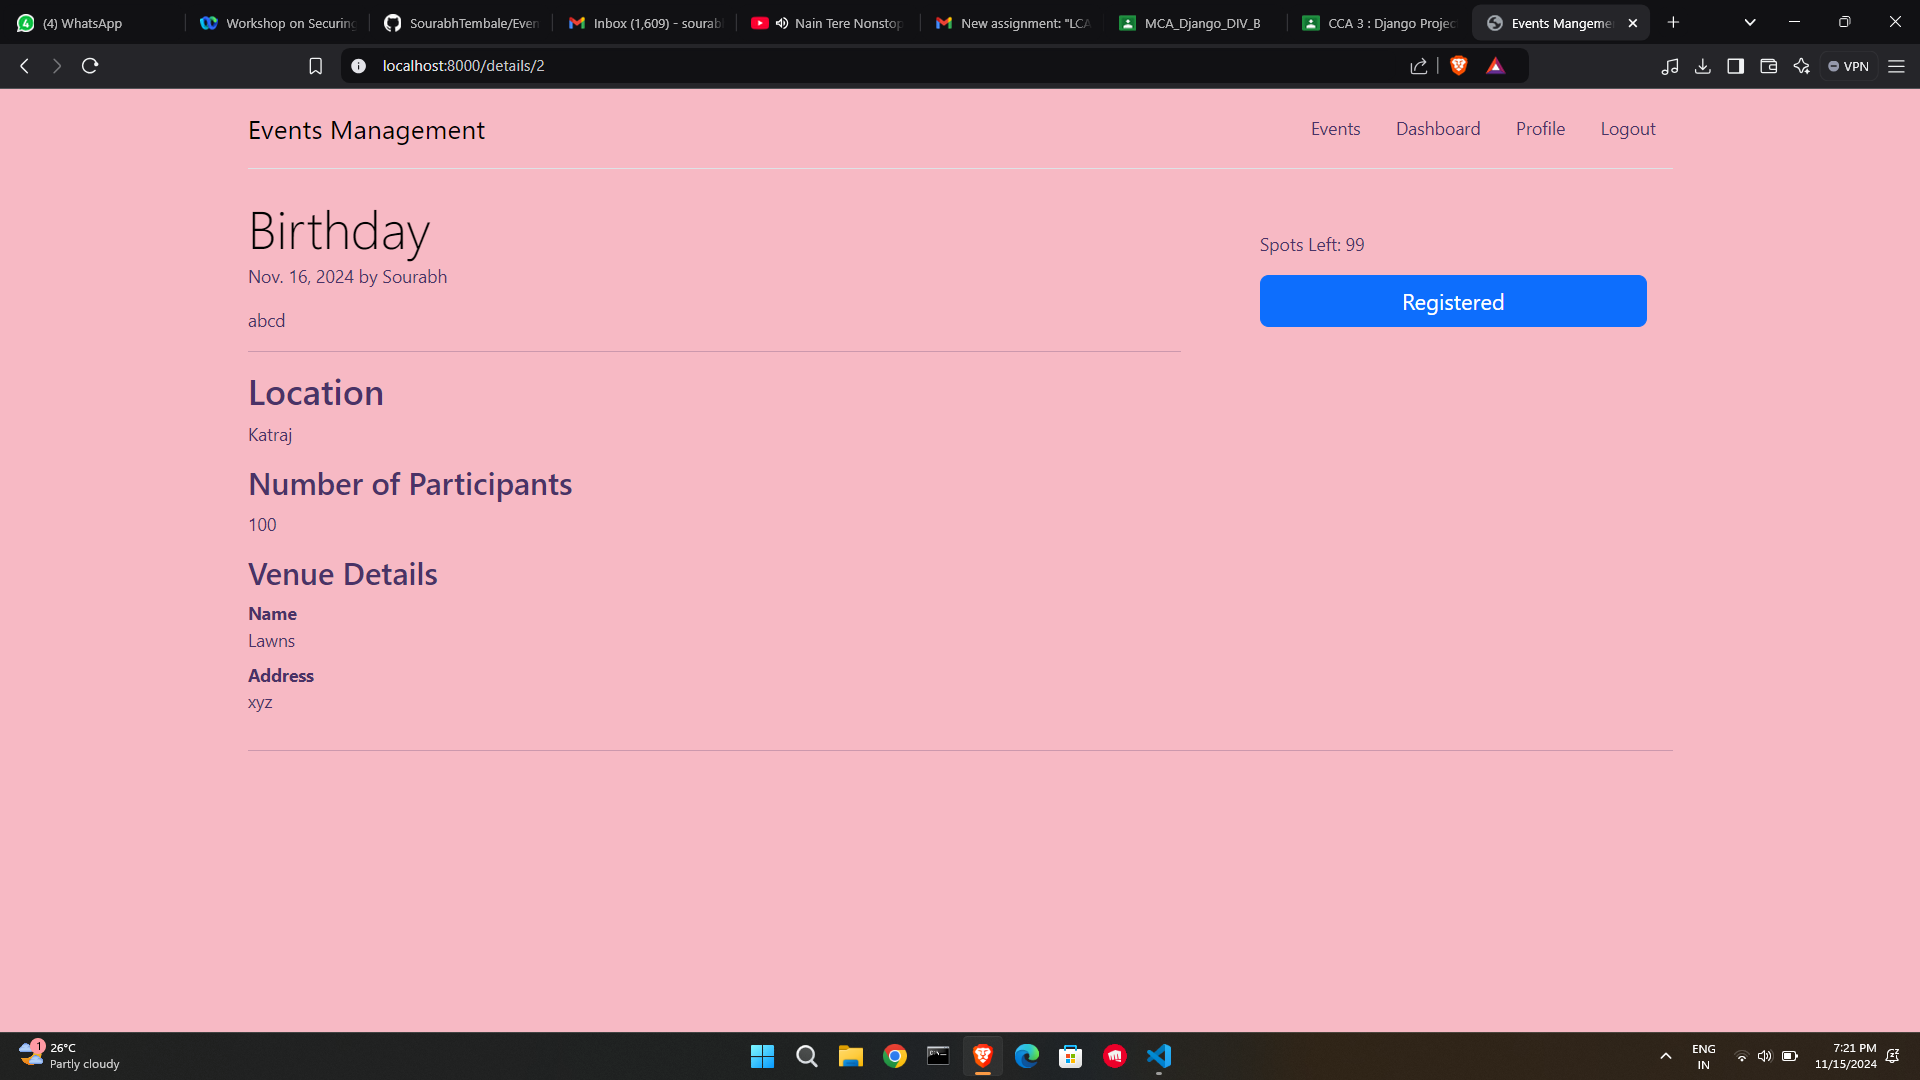 (4) WhatsApp
Workshop on Securing
SourabhTembale/Even
Inbox (1,609) - sourab
Nain Tere Nonstop
New assignment: "LCA
MCA_Django_DIV_B
CCA 3 : Django Projec
Events Mangeme
localhost:8000/details/2
VPN
Events Management
Events
Dashboard
Profile
Logout
Birthday
Nov. 16, 2024 by Sourabh
abcd
Spots Left: 99
Registered
Location
Katraj
Number of Participants
100
Venue Details
Name
Lawns
Address
xyz
1
26°C
Partly cloudy
ENG
IN
7:21 PM
11/15/2024